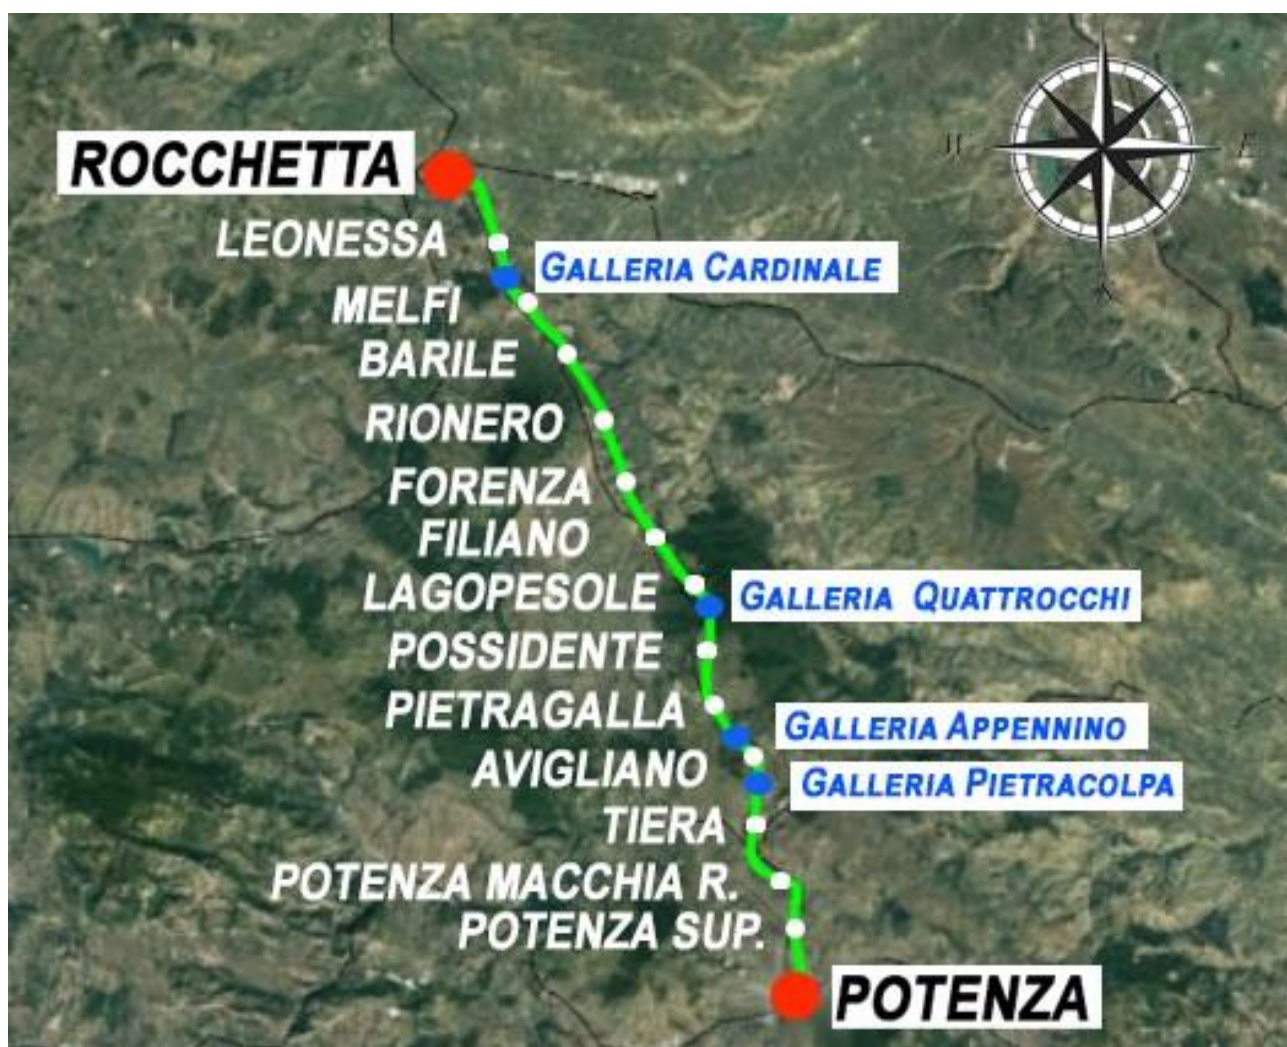 ROCCHETTA
LEONESSA
GALLERIA CARDINALE
MELFI
BARILE
RIONERO
FORENZA
FILIANO
LAGOPESOLE
GALLERIA QUATTROCCHI
POSSIDENTE
PIETRAGALLA
GALLERIA APPENNINO
AVIGLIANO
GALLERIA PIETRACOLPA
TIERA
POTENZA MACCHIA R.
POTENZA SUP.
POTENZA